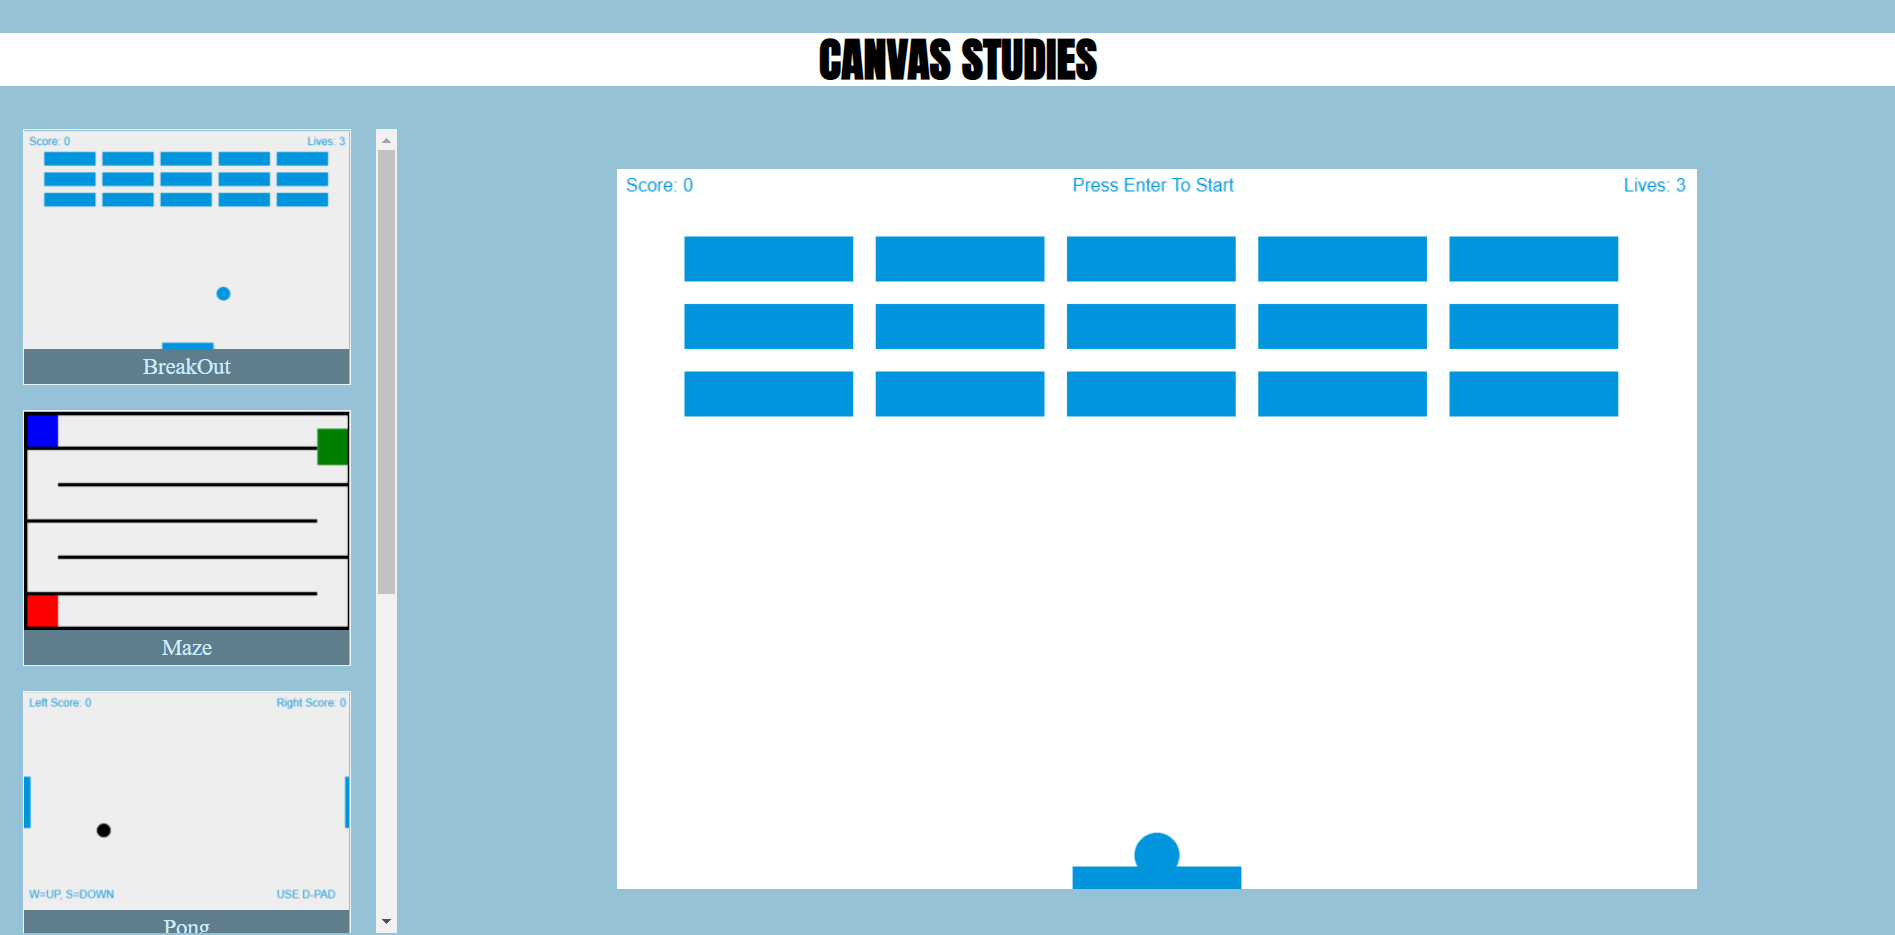 CANVAS STUDIES
Score: 0 Lives: 3
BreakOut
Maze
Left Score: 0 Right Score: 0
W=UP, S=DOWN USE D-PAD
Pong
Score: 0 Press Enter To Start Lives: 3